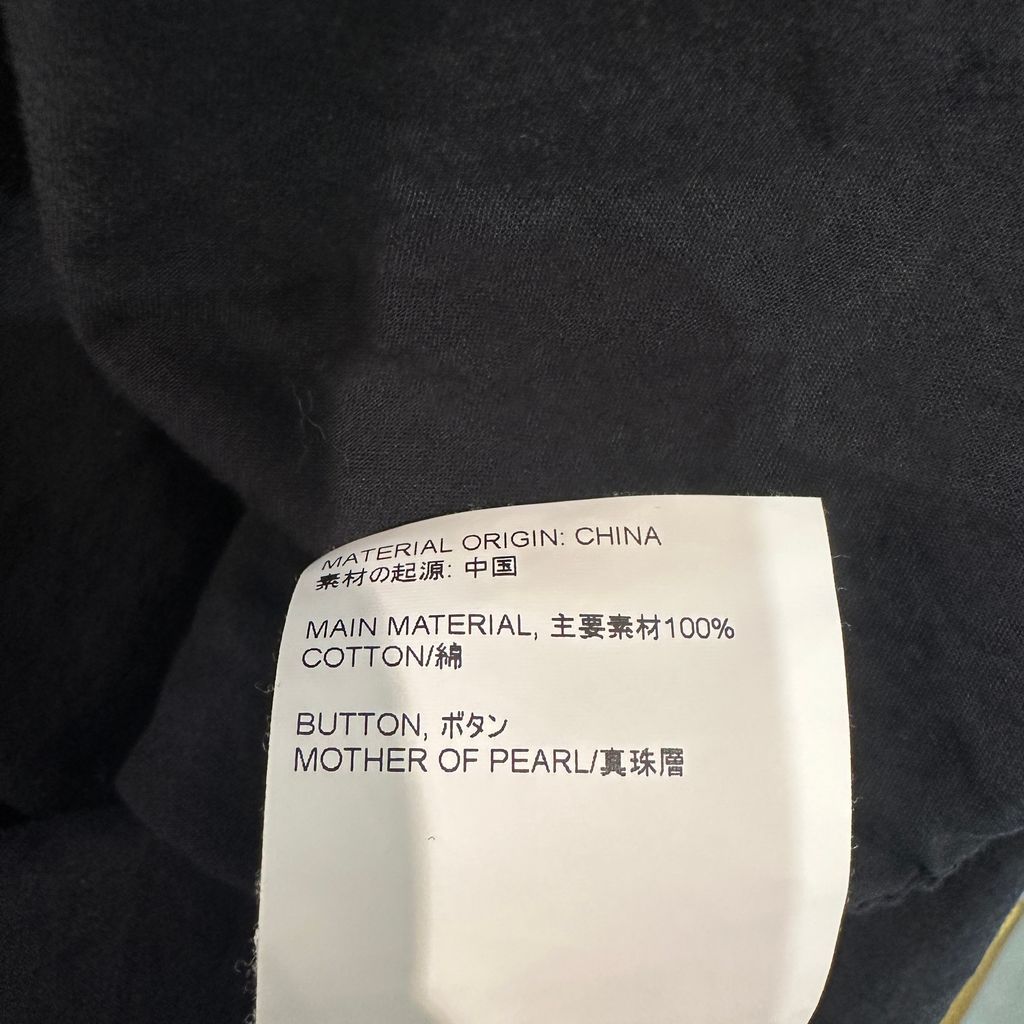 MATERIAL ORIGIN: CHINA
素材の起源: 中国
MAIN MATERIAL, 主要素材100%
COTTON/綿
BUTTON, ボタン
MOTHER OF PEARL/真珠層